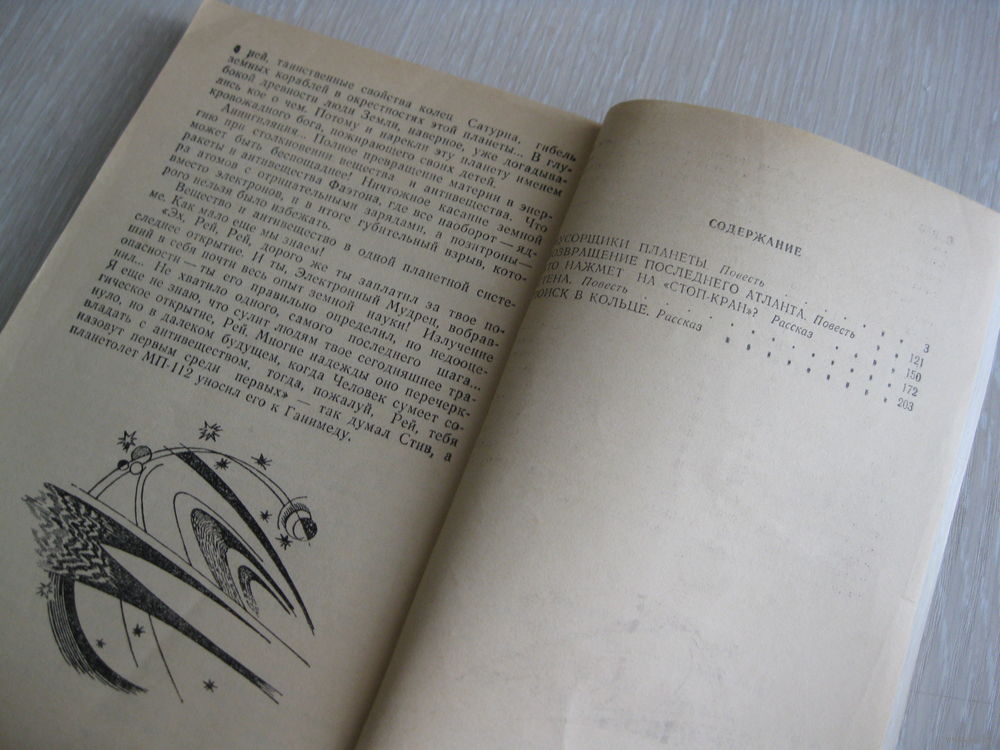 рей, таинственные свойства колец Сатурна, гибель
земных кораблей в окрестностях этой планеты... В глу-
бокой древности люди Земли, наверное, уже догадыва-
лись кое о чем. Потому и нарекли эту планету именем
кровожадного бога, пожирающего своих детей.
Аннигиляция... Полное превращение материи в энер-
гию при столкновении вещества и антивещества. Что
может быть беспощаднее! Ничтожное касание земной
ракеты и антивещества Фаэтона, где все наоборот — яд-
ра атомов с отрицательными зарядами, а позитроны —
вместо электронов, и в итоге губительный взрыв, кото-
рого нельзя было избежать.
Вещество и антивещество в одной планетной систе-
ме. Как мало еще мы знаем!
«Эх, Рей, Рей, дорого же ты заплатил за твое по-
следнее открытие. И ты, Электронный Мудрец, вобрав-
ший в себя почти весь опыт земной науки! Излучение
опасности — ты его правильно определил, но недооце-
нил... Не хватило одного, самого последнего шага...
Я еще не знаю, что сулит людям твое сегодняшнее тра-
гическое открытие, Рей. Многие надежды оно перечерк-
нуло, но в далеком будущем, когда Человек сумеет со-
владать с антивеществом, тогда, пожалуй, Рей, тебя
назовут первым среди первых» — так думал Стив, а
планетолет МП-112 уносил его к Ганимеду.
СОДЕРЖАНИЕ
УСОРЩИКИ ПЛАНЕТЫ. Повесть . . . 3
ОЗВРАЩЕНИЕ ПОСЛЕДНЕГО АТЛАНТА. Повесть . . 121
ТО НАЖМЕТ НА «СТОП-КРАН»? Рассказ . . . 150
ТЕНА. Повесть . . . . . . . 172
ОИСК В КОЛЬЦЕ. Рассказ . . . . . . 203